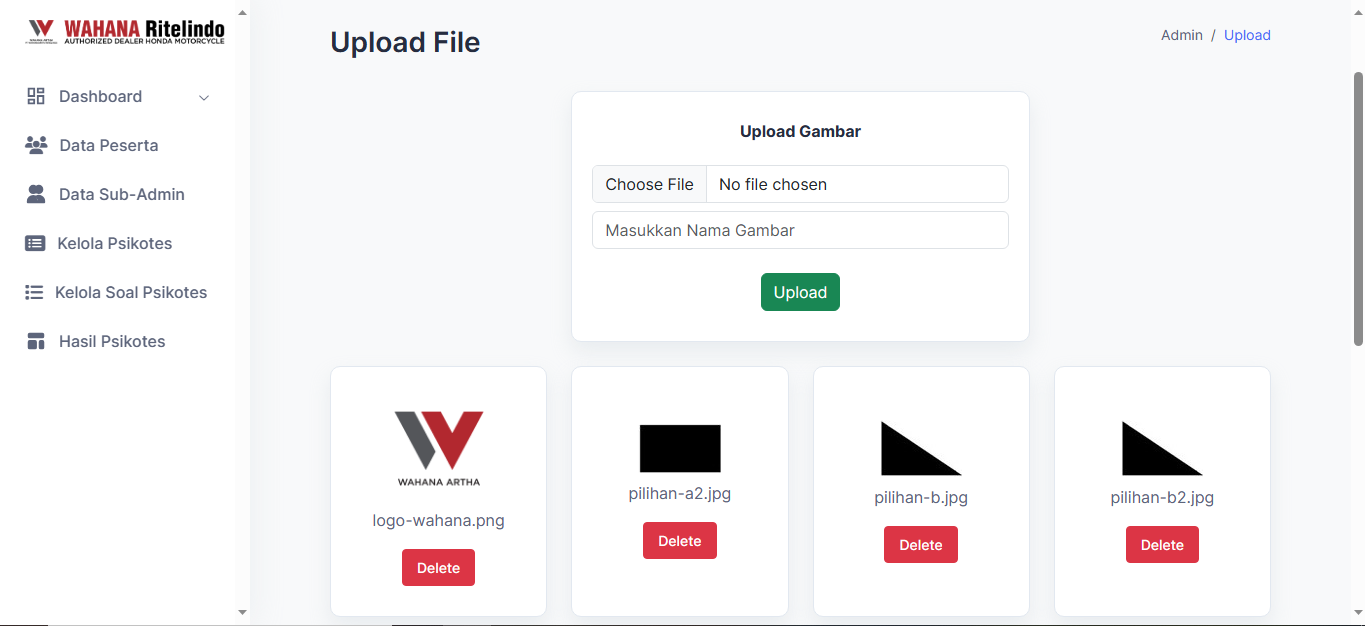 WAHANA Ritelindo
AUTHORIZED DEALER HONDA MOTORCYCLE
Dashboard
Data Peserta
Data Sub-Admin
Kelola Psikotes
Kelola Soal Psikotes
Hasil Psikotes
Upload File
Admin / Upload
Upload Gambar
Choose File No file chosen
Masukkan Nama Gambar
Upload
WAHANA ARTHA
logo-wahana.png
Delete
pilihan-a2.jpg
Delete
pilihan-b.jpg
Delete
pilihan-b2.jpg
Delete